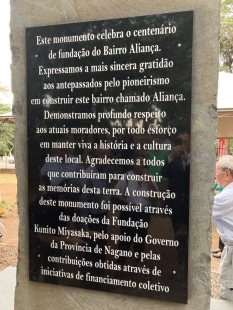 Este monumento celebra o centenário
de fundação do Bairro Aliança.
Expressamos a mais sincera gratidão
aos antepassados pelo pioneirismo
em construir este bairro chamado Aliança.
Demonstramos profundo respeito
aos atuais moradores, por todo esforço
em manter viva a história e a cultura
deste local. Agradecemos a todos
que contribuíram para construir
as memórias desta terra. A construção
deste monumento foi possível através
das doações da Fundação
Kunito Miyasaka, pelo apoio do Governo
da Província de Nagano e pelas
contribuições obtidas através de
iniciativas de financiamento coletivo